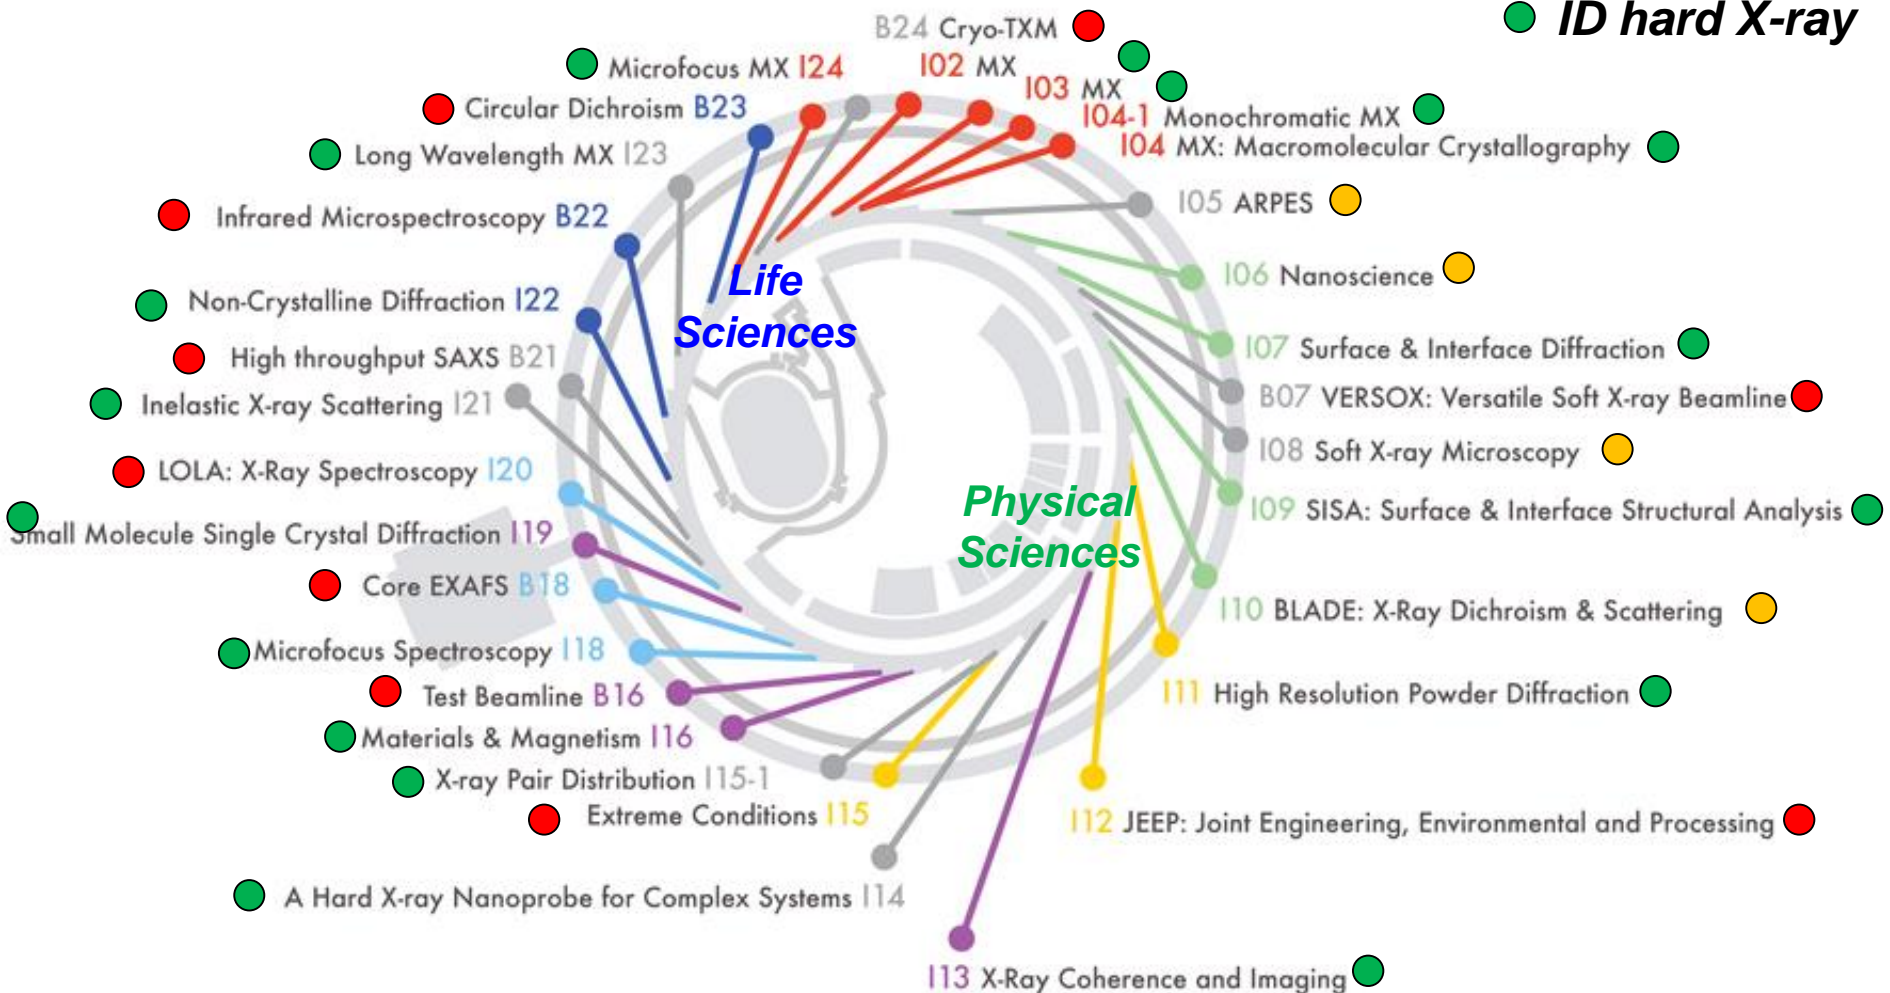 ID hard X-ray
B24 Cryo-TXM
I02 MX
I03 MX
I04-1 Monochromatic MX
I04 MX: Macromolecular Crystallography
I05 ARPES
I06 Nanoscience
I07 Surface & Interface Diffraction
B07 VERSOX: Versatile Soft X-ray Beamline
I08 Soft X-ray Microscopy
I09 SISA: Surface & Interface Structural Analysis
I10 BLADE: X-Ray Dichroism & Scattering
I11 High Resolution Powder Diffraction
I12 JEEP: Joint Engineering, Environmental and Processing
I13 X-Ray Coherence and Imaging
Microfocus MX I24
Circular Dichroism B23
Long Wavelength MX I23
Infrared Microspectroscopy B22
Non-Crystalline Diffraction I22
High throughput SAXS B21
Inelastic X-ray Scattering I21
LOLA: X-Ray Spectroscopy I20
Small Molecule Single Crystal Diffraction I19
Core EXAFS B18
Microfocus Spectroscopy I18
Test Beamline B16
Materials & Magnetism I16
X-ray Pair Distribution I15-1
Extreme Conditions I15
A Hard X-ray Nanoprobe for Complex Systems I14
Life
Sciences
Physical
Sciences